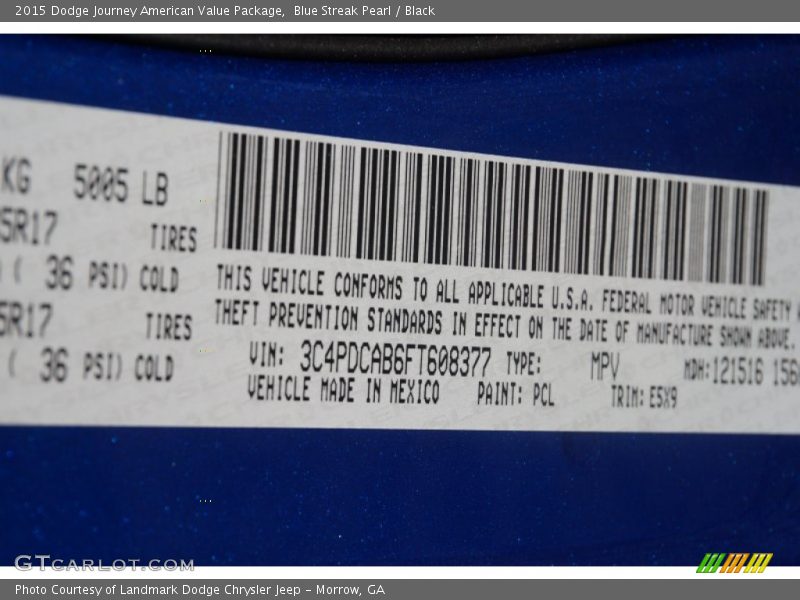 2015 Dodge Journey American Value Package, Blue Streak Pearl / Black
KG 5005 LB
5R17 TIRES
( 36 PSI) COLD
5R17 TIRES
( 36 PSI) COLD
THIS VEHICLE CONFORMS TO ALL APPLICABLE U.S.A. FEDERAL MOTOR VEHICLE SAFETY
THEFT PREVENTION STANDARDS IN EFFECT ON THE DATE OF MANUFACTURE SHOWN ABOVE.
VIN: 3C4PDCAB6FT608377 TYPE: MPV MDH: 121516 156
VEHICLE MADE IN MEXICO PAINT: PCL TRIM: E5X9
GTcarlot.com
Photo Courtesy of Landmark Dodge Chrysler Jeep - Morrow, GA